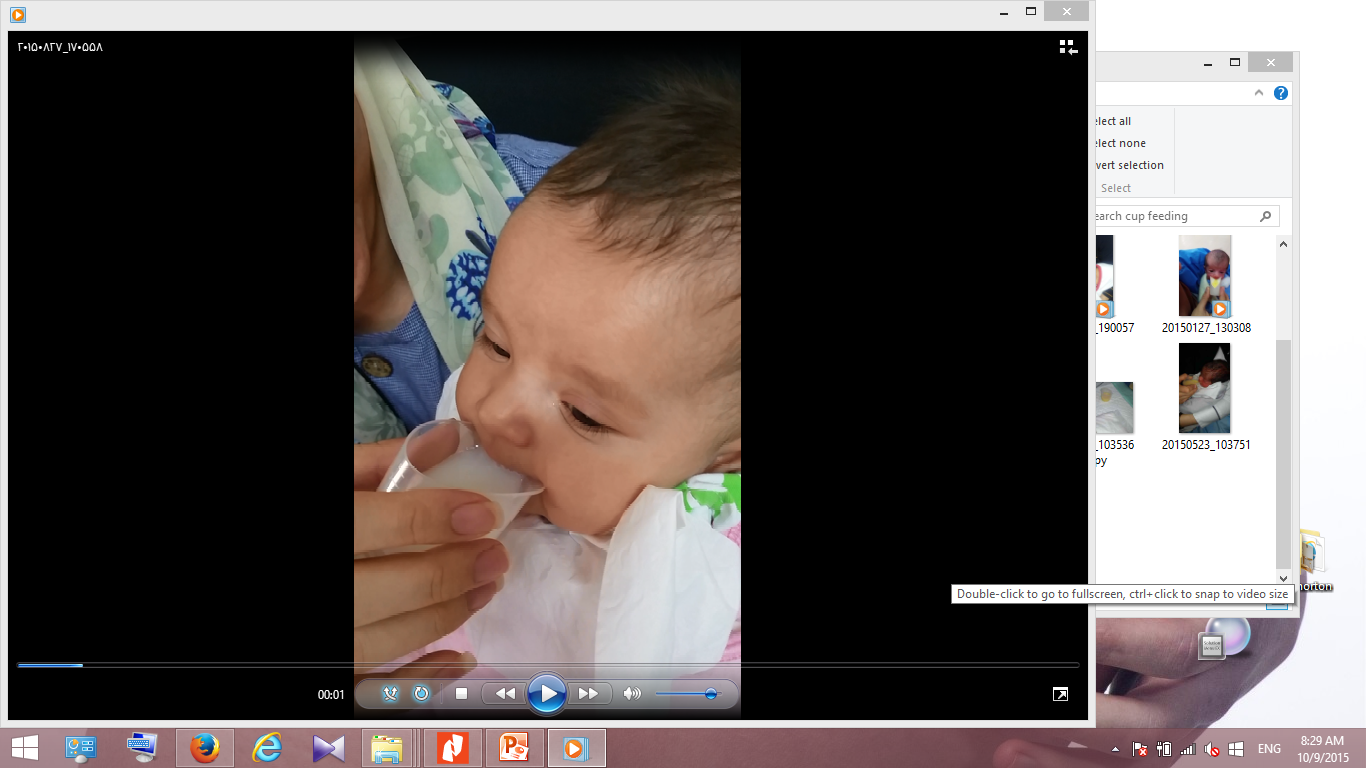 ۲۰۱۵۰۸۲۷_۱۷۰۵۵۸
00:01
elect all
elect none
vert selection
Select
earch cup feeding
_190057
20150127_130308
_103536
py
20150523_103751
Double-click to go to fullscreen, ctrl+click to snap to video size
norton
ENG
8:29 AM
10/9/2015